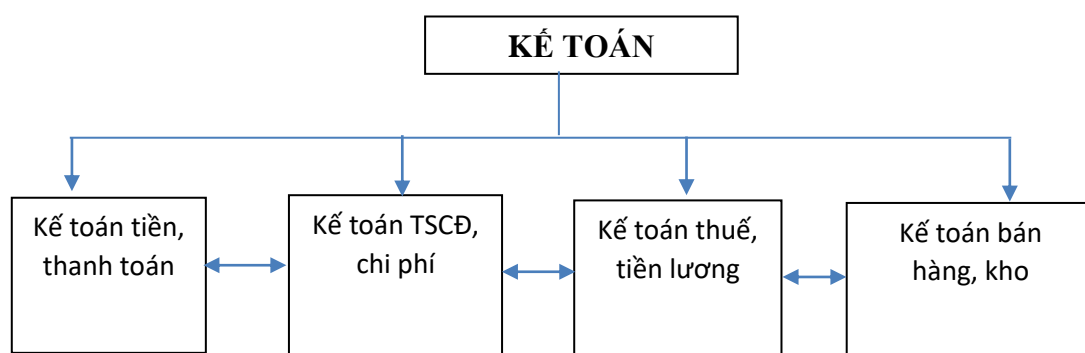 KẾ TOÁN
Kế toán tiền,
thanh toán
Kế toán TSCĐ,
chi phí
Kế toán thuế,
tiền lương
Kế toán bán
hàng, kho